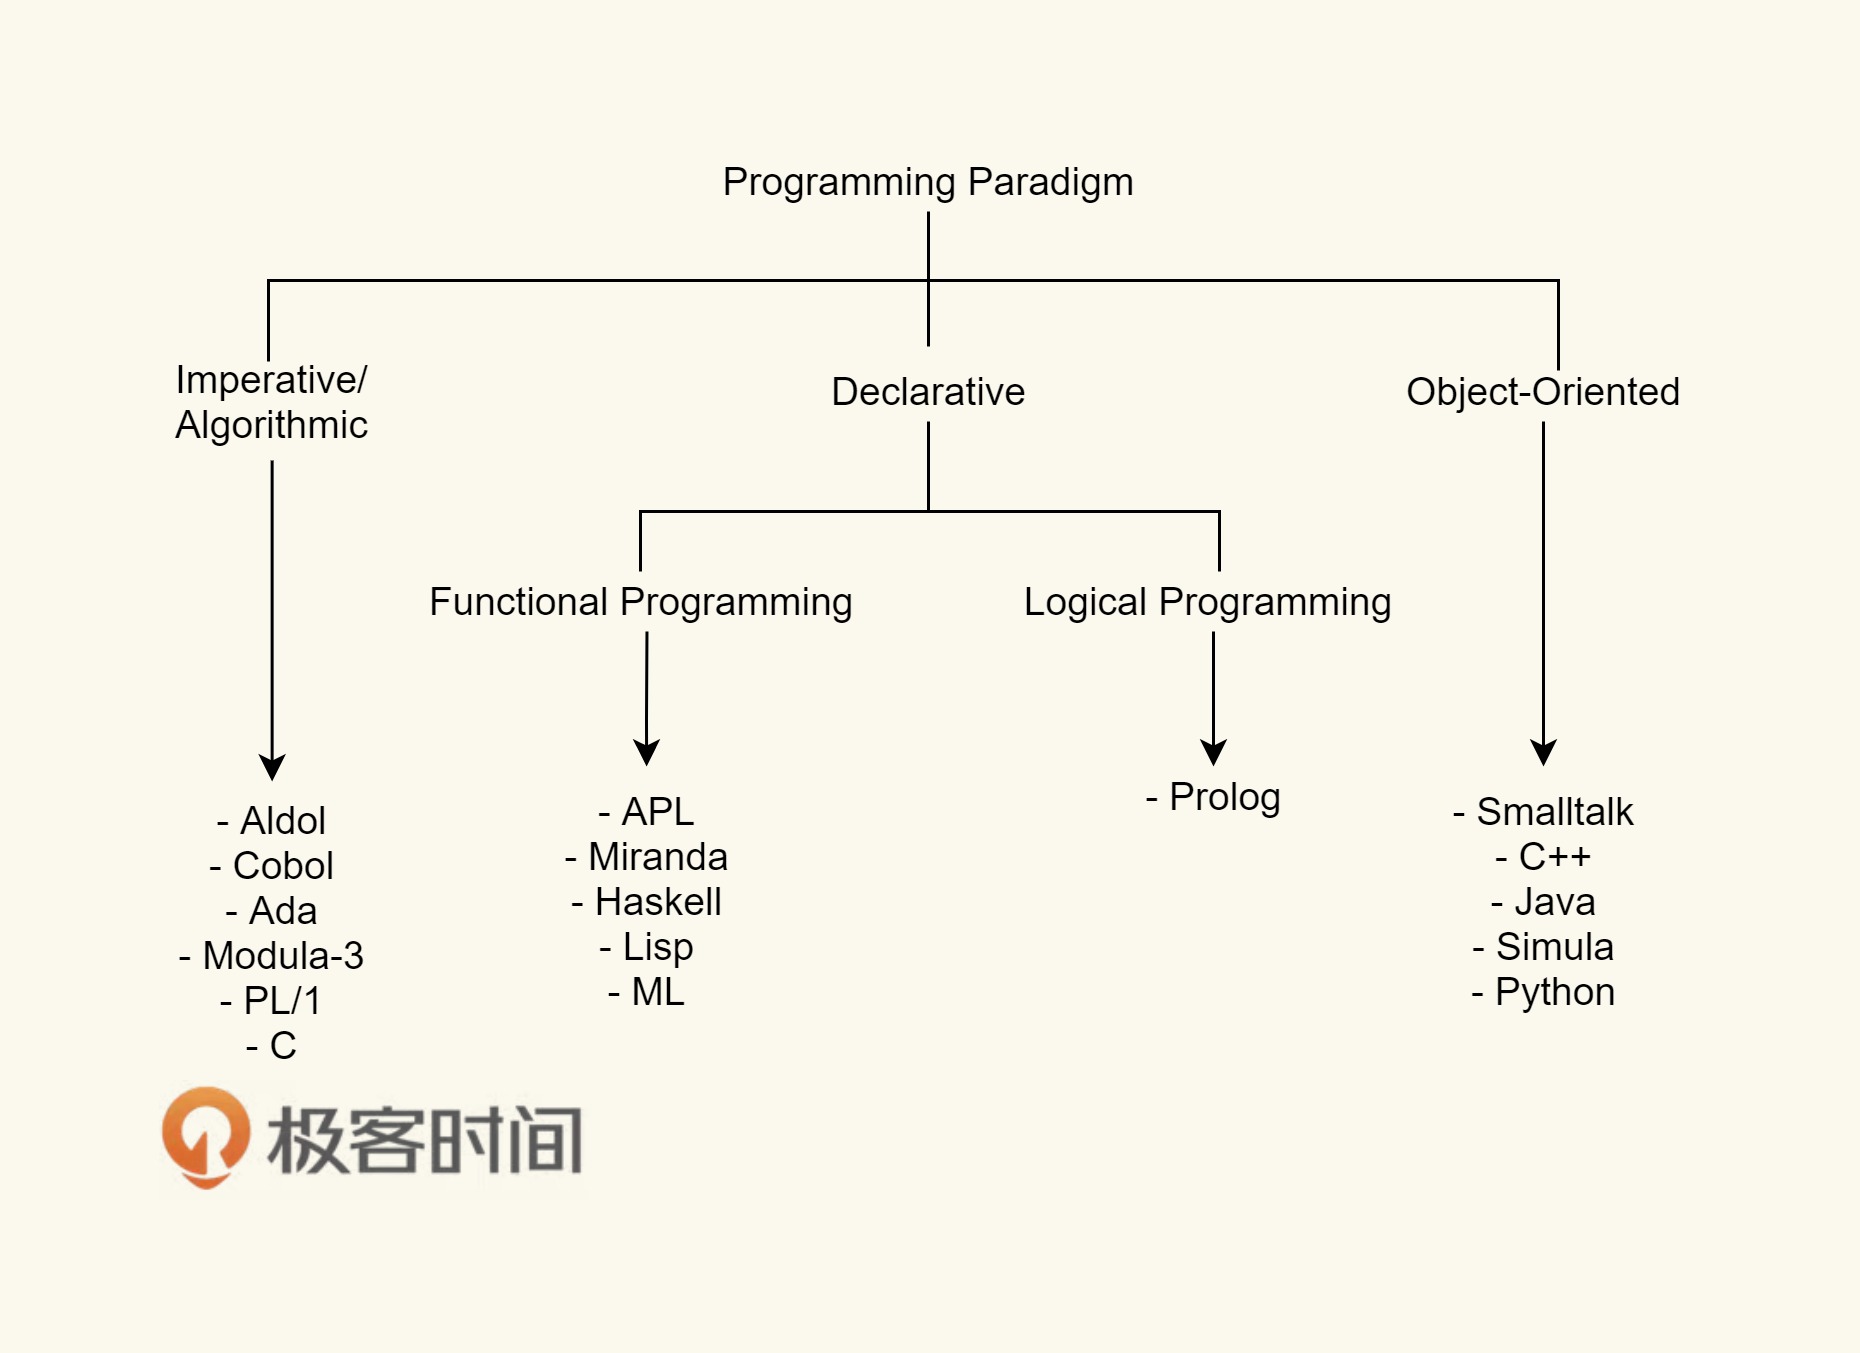 Programming Paradigm
Imperative/
Algorithmic
Declarative
Object-Oriented
Functional Programming
Logical Programming
- Aldol
- Cobol
- Ada
- Modula-3
- PL/1
- C
- APL
- Miranda
- Haskell
- Lisp
- ML
- Prolog
- Smalltalk
- C++
- Java
- Simula
- Python
极客时间